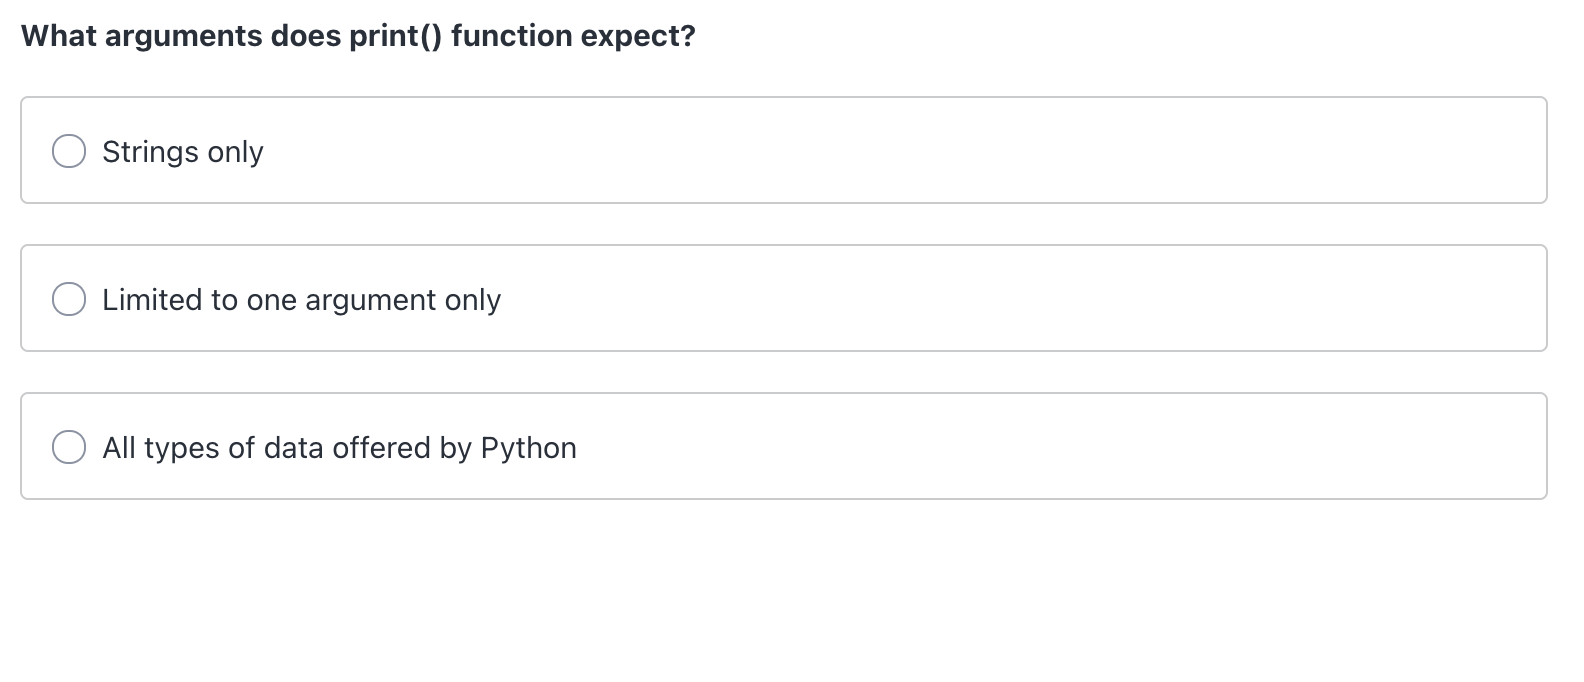 What arguments does print() function expect?
Strings only
Limited to one argument only
All types of data offered by Python